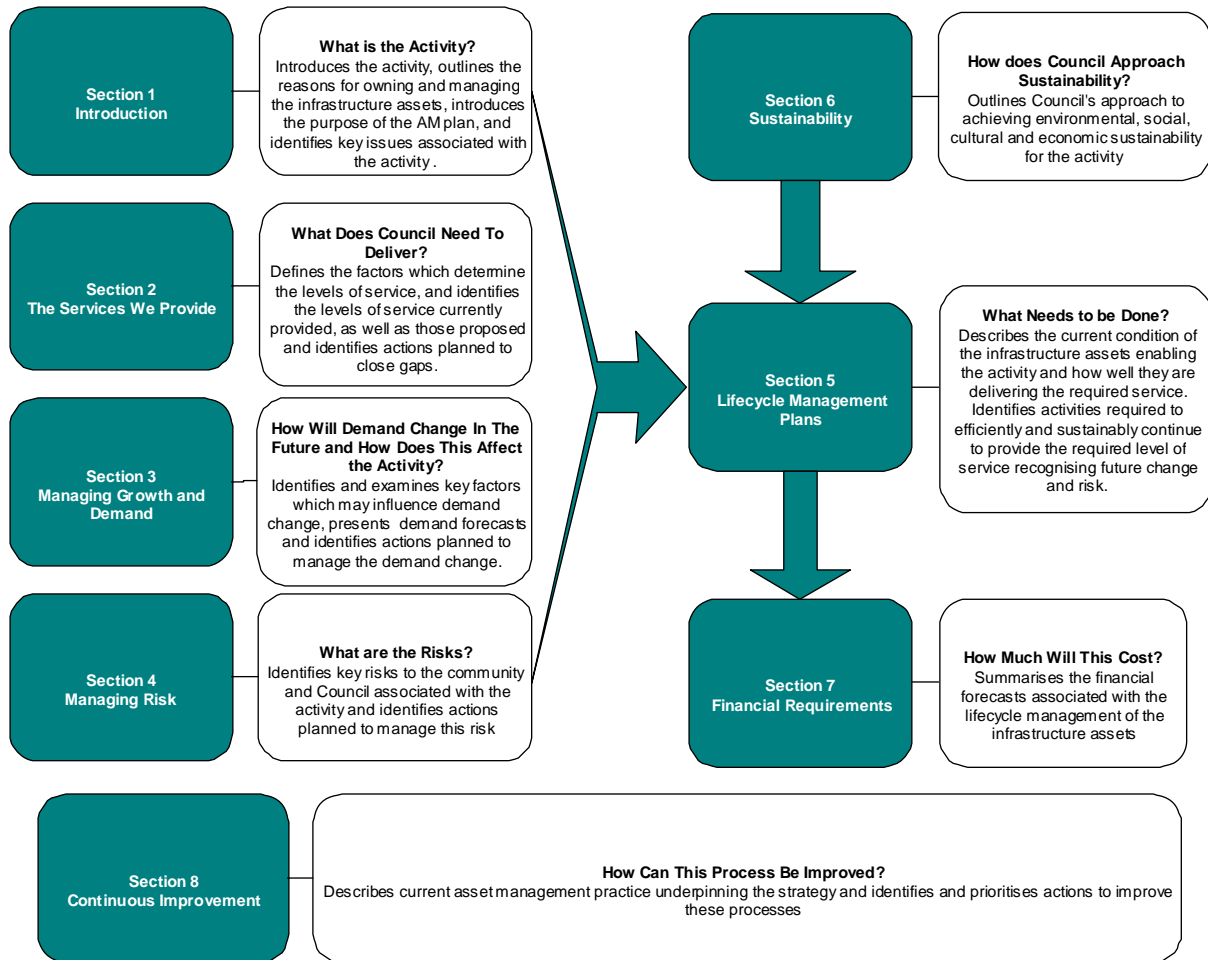 Section 1
Introduction
What is the Activity?
Introduces the activity, outlines the
reasons for owning and managing
the infrastructure assets, introduces
the purpose of the AM plan, and
identifies key issues associated with
the activity .
Section 2
The Services We Provide
What Does Council Need To
Deliver?
Defines the factors which determine
the levels of service, and identifies
the levels of service currently
provided, as well as those proposed
and identifies actions planned to
close gaps.
Section 3
Managing Growth and
Demand
How Will Demand Change In The
Future and How Does This Affect
the Activity?
Identifies and examines key factors
which may influence demand
change, presents demand forecasts
and identifies actions planned to
manage the demand change.
Section 4
Managing Risk
What are the Risks?
Identifies key risks to the community
and Council associated with the
activity and identifies actions
planned to manage this risk
Section 6
Sustainability
How does Council Approach
Sustainability?
Outlines Council's approach to
achieving environmental, social,
cultural and economic sustainability
for the activity
Section 5
Lifecycle Management
Plans
What Needs to be Done?
Describes the current condition of
the infrastructure assets enabling
the activity and how well they are
delivering the required service.
Identifies activities required to
efficiently and sustainably continue
to provide the required level of
service recognising future change
and risk.
Section 7
Financial Requirements
How Much Will This Cost?
Summarises the financial
forecasts associated with the
lifecycle management of the
infrastructure assets
Section 8
Continuous Improvement
How Can This Process Be Improved?
Describes current asset management practice underpinning the strategy and identifies and prioritises actions to improve
these processes